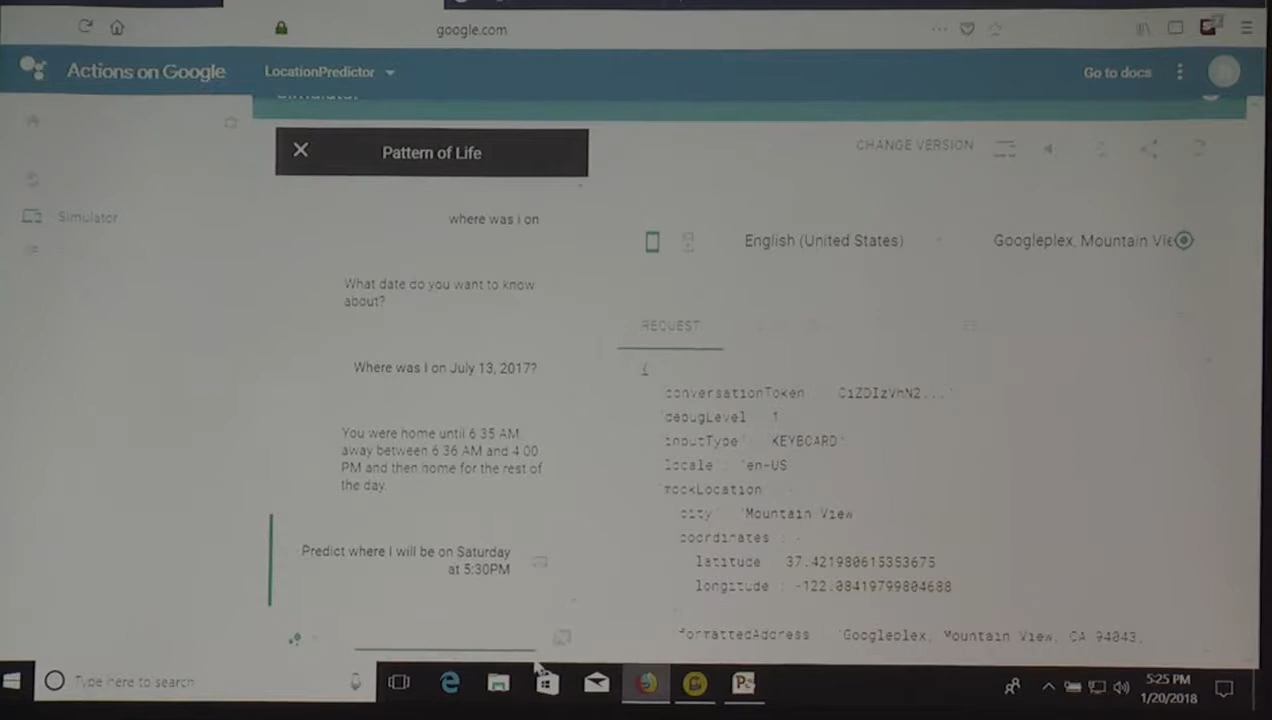 google.com
Actions on Google
LocationPredictor
Go to docs
Simulator
Pattern of Life
CHANGE VERSION
Simulator
where was i on
English (United States)
Googleplex, Mountain Vie
What date do you want to know
about?
REQUEST
Where was I on July 13, 2017?
{
conversationToken CiZDIzVhN2..."
debugLevel 1
You were home until 6 35 AM
away between 6 36 AM and 4 00
PM and then home for the rest of
the day.
inputType KEYBOARD"
locale : "en-US
mockLocation
city "Mountain View
coordinates :
Predict where I will be on Saturday
at 5:30PM
latitude 37.421980615353675
longitude : -122.08419799804688
formattedAddress "Googleplex, Mountain View, CA 94043,
Type here to search
5:25 PM
1/20/2018